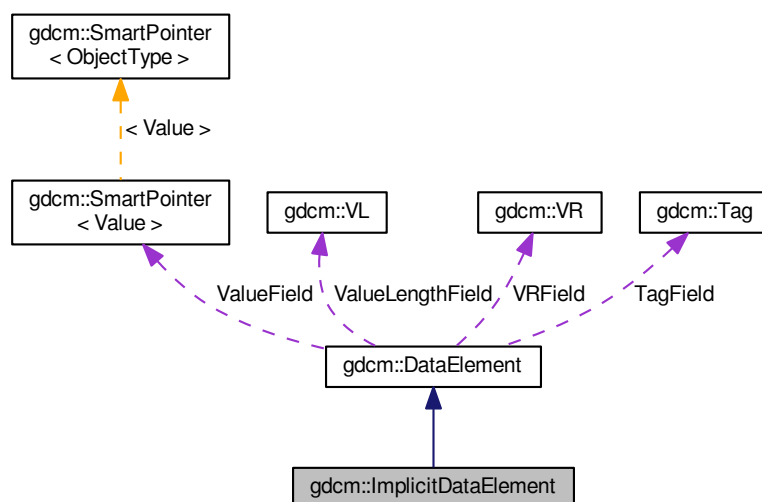 gdcm::SmartPointer
< ObjectType >
< Value >
gdcm::SmartPointer
< Value >
gdcm::VL
gdcm::VR
gdcm::Tag
ValueField
ValueLengthField
VRField
TagField
gdcm::DataElement
gdcm::ImplicitDataElement